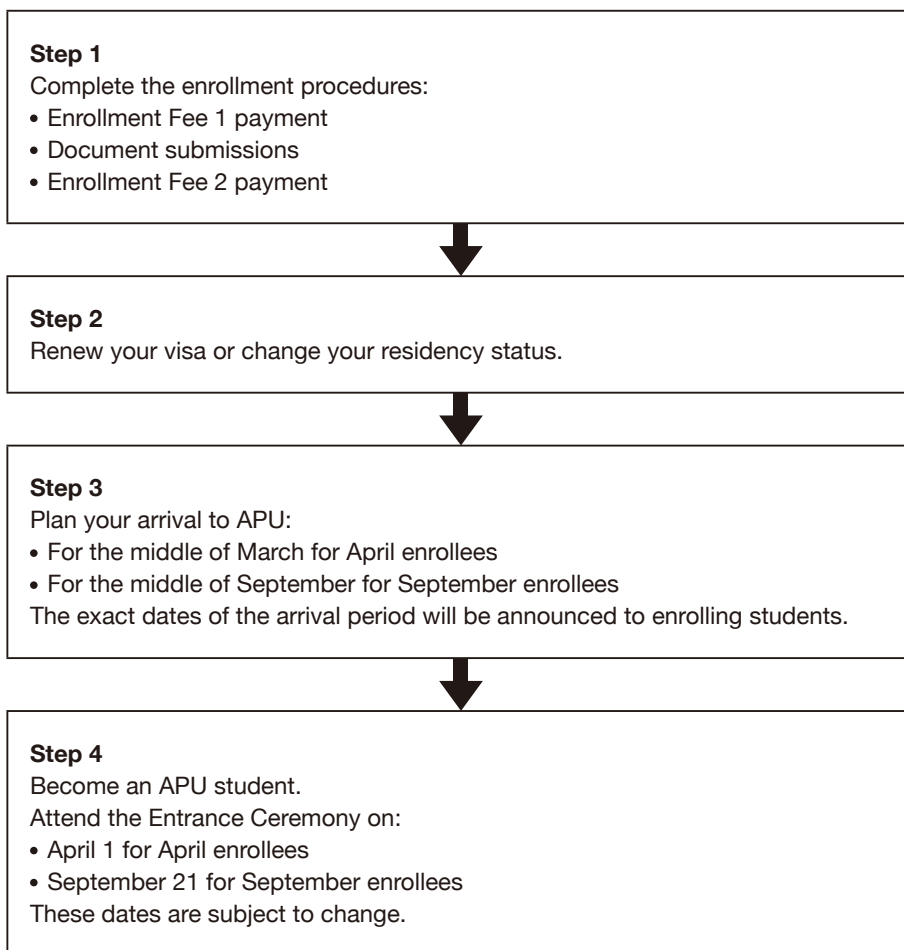 Step 1
Complete the enrollment procedures:
• Enrollment Fee 1 payment
• Document submissions
• Enrollment Fee 2 payment
Step 2
Renew your visa or change your residency status.
Step 3
Plan your arrival to APU:
• For the middle of March for April enrollees
• For the middle of September for September enrollees
The exact dates of the arrival period will be announced to enrolling students.
Step 4
Become an APU student.
Attend the Entrance Ceremony on:
• April 1 for April enrollees
• September 21 for September enrollees
These dates are subject to change.